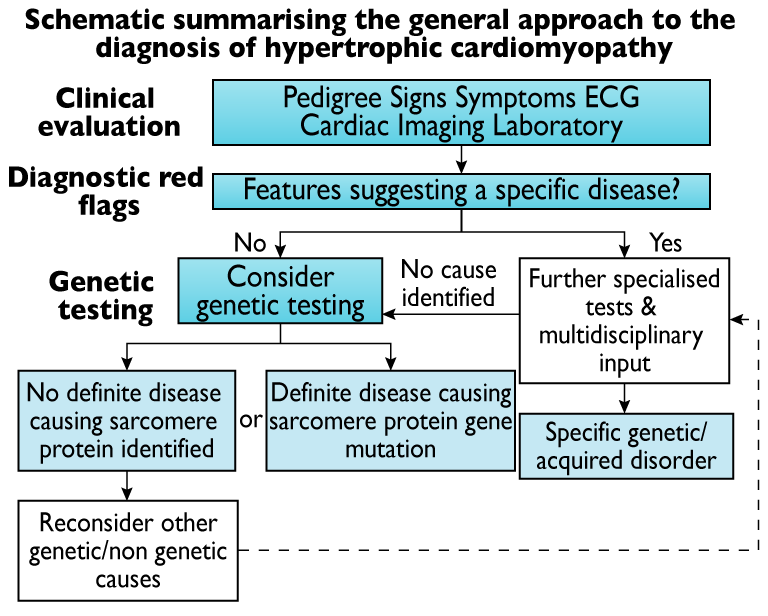 Schematic summarising the general approach to the
diagnosis of hypertrophic cardiomyopathy
Clinical
evaluation
Pedigree Signs Symptoms ECG
Cardiac Imaging Laboratory
Diagnostic red
flags
Features suggesting a specific disease?
No
Yes
Genetic
testing
Consider
genetic testing
No cause
identified
Further specialised
tests &
multidisciplinary
input
No definite disease
causing sarcomere
protein identified
or
Definite disease causing
sarcomere protein gene
mutation
Specific genetic/
acquired disorder
Reconsider other
genetic/non genetic
causes